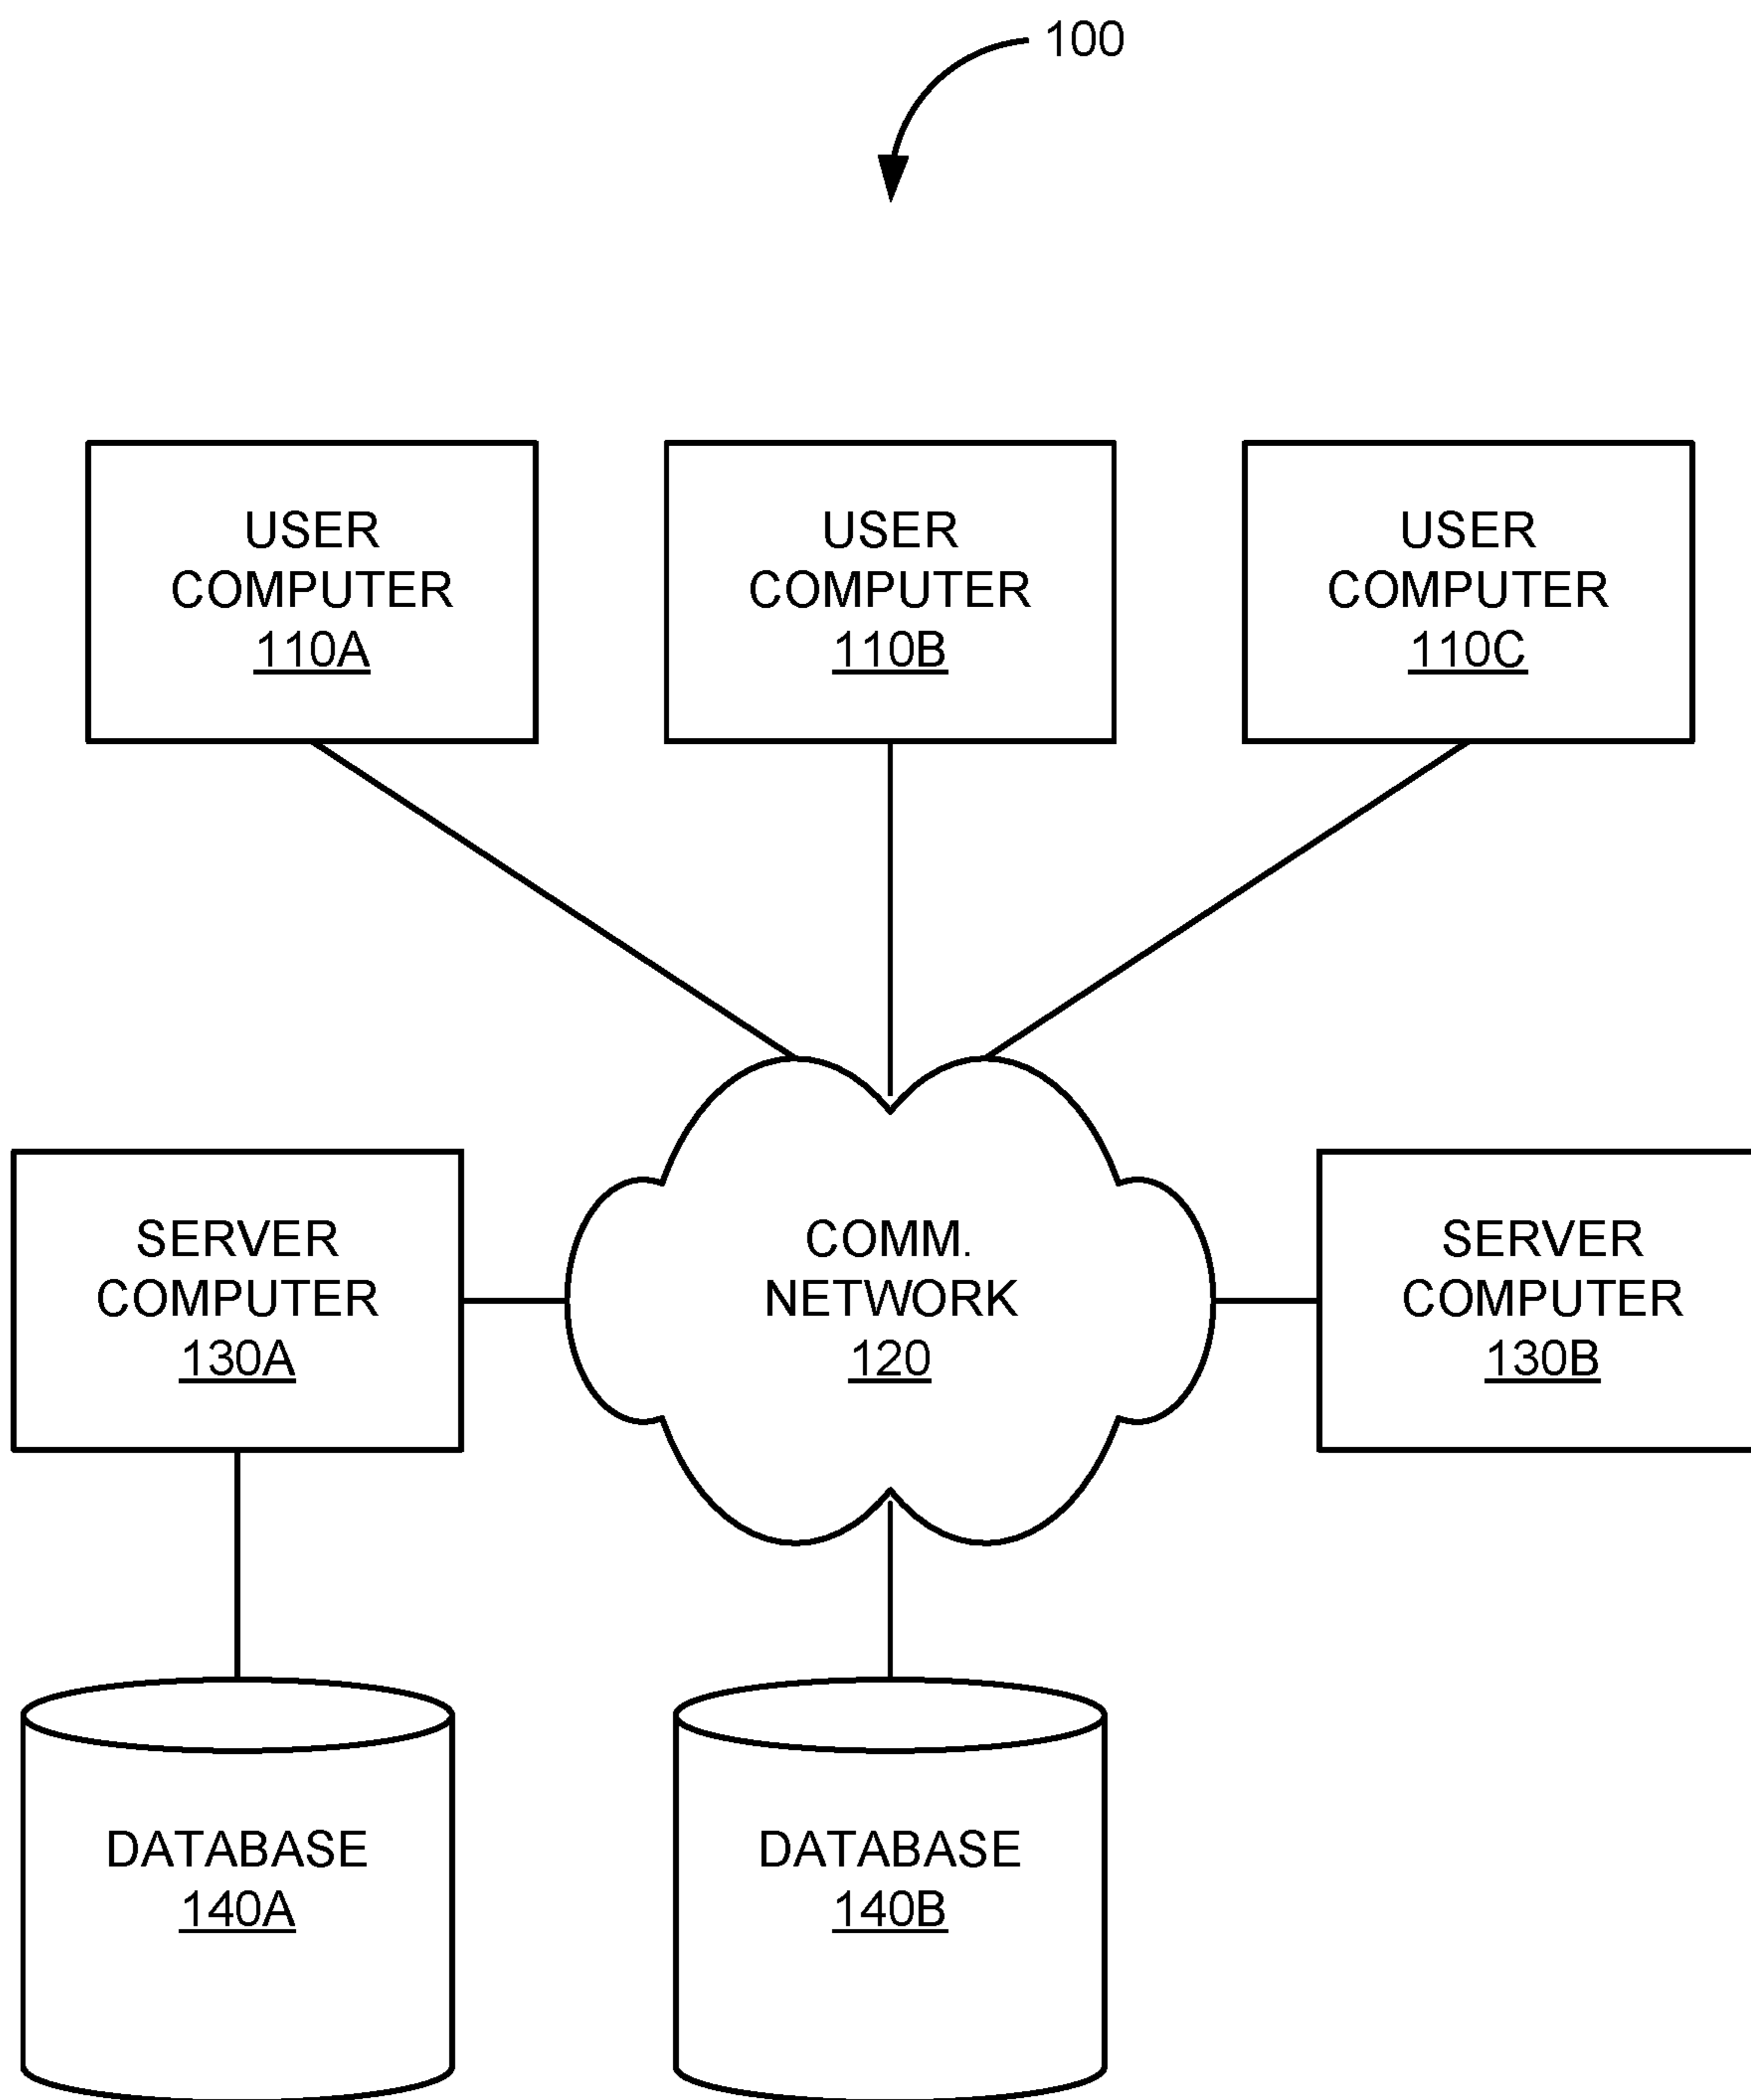 100
USER
COMPUTER
110A
USER
COMPUTER
110B
USER
COMPUTER
110C
SERVER
COMPUTER
130A
COMM.
NETWORK
120
SERVER
COMPUTER
130B
DATABASE
140A
DATABASE
140B